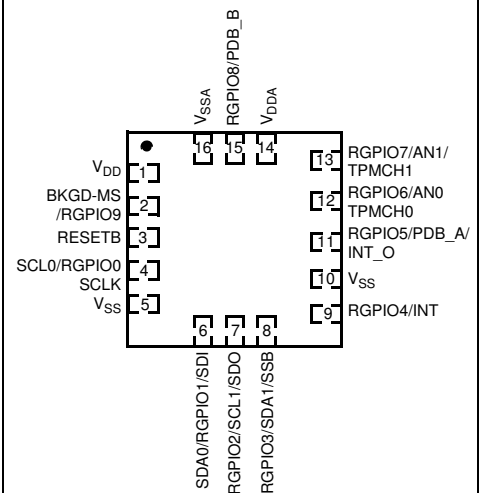 VSSA
RGPIO8/PDB_B
VDDA
16
15
14
VDD
1
BKGD-MS
/RGPIO9
2
RESETB
3
SCL0/RGPIO0
SCLK
4
VSS
5
13
RGPIO7/AN1/
TPMCH1
12
RGPIO6/AN0
TPMCH0
11
RGPIO5/PDB_A/
INT_O
10
VSS
9
RGPIO4/INT
6
7
8
SDA0/RGPIO1/SDI
RGPIO2/SCL1/SDO
RGPIO3/SDA1/SSB